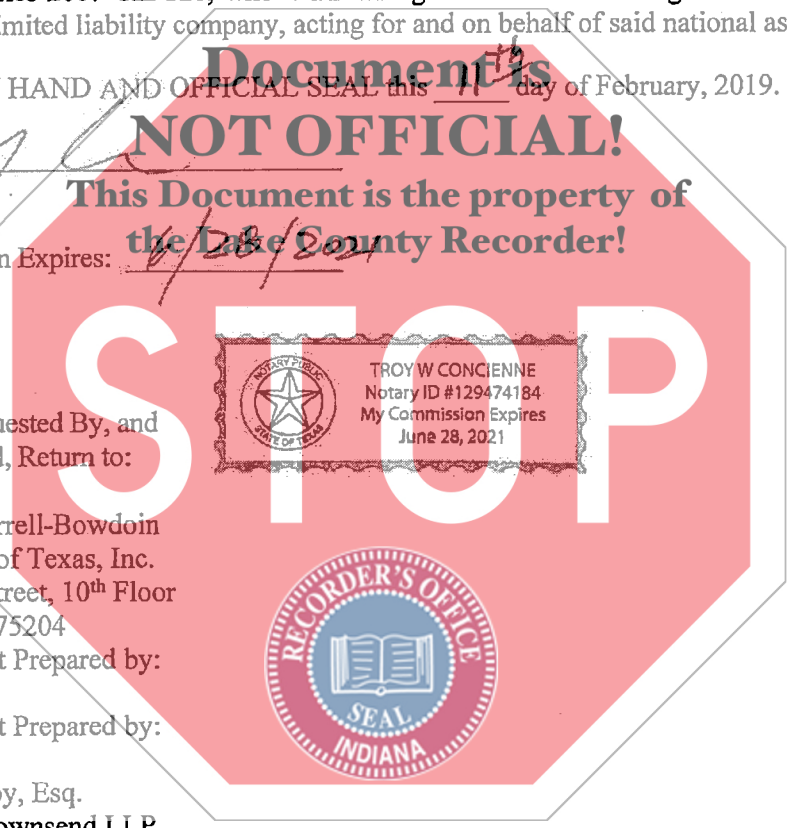 imited liability company, acting for and on behalf of said national as
Document is
HAND AND OFFICIAL SEAL this 11th day of February, 2019.
NOT OFFICIAL!
This Document is the property of
the Lake County Recorder!
n Expires: 6/28/2021
STOP
NOTARY PUBLIC
STATE OF TEXAS
TROY W CONCIENNE
Notary ID #129474184
My Commission Expires
June 28, 2021
uested By, and
, Return to:
rrell-Bowdoin
of Texas, Inc.
treet, 10th Floor
75204
t Prepared by:
RECORDER'S OFFICE
SEAL
INDIANA
t Prepared by:
y, Esq.
ownsend LLP